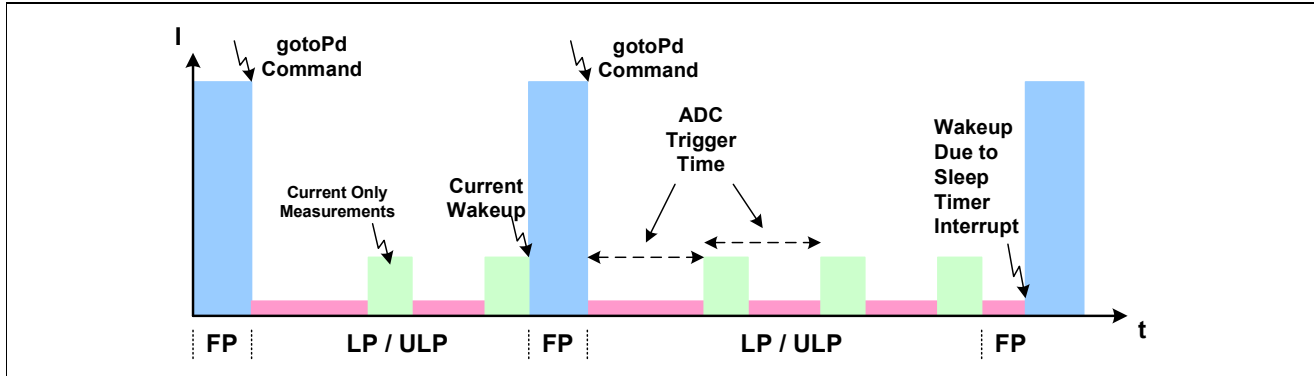 I
gotoPd
Command
gotoPd
Command
ADC
Trigger
Time
Wakeup
Due to
Sleep
Timer
Interrupt
Current Only
Measurements
Current
Wakeup
t
FP
LP / ULP
FP
LP / ULP
FP